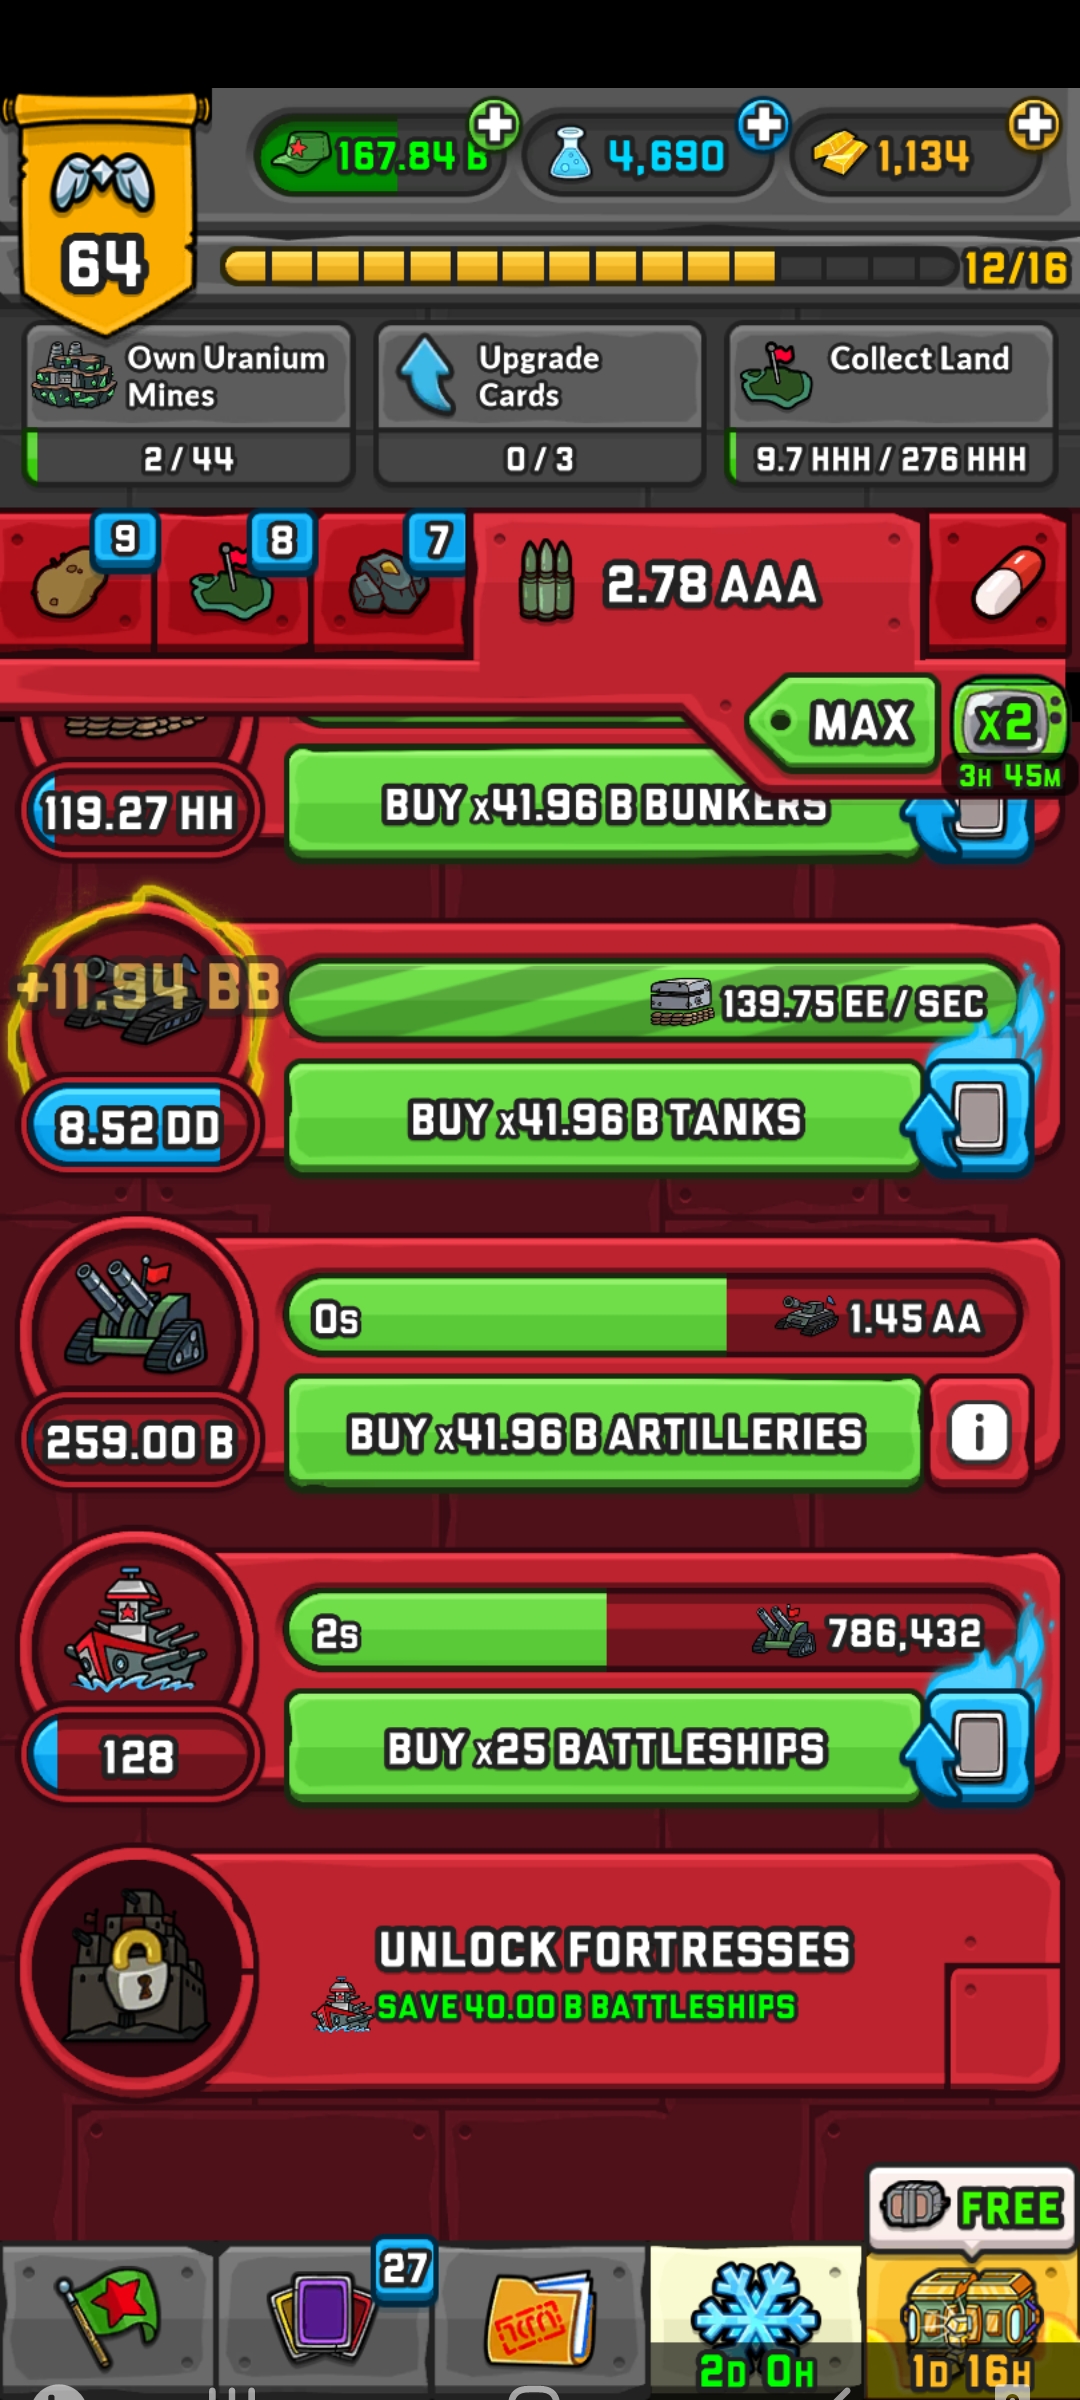 167.84 B
4,690
1,134
64
12/16
Own Uranium
Mines
2 / 44
Upgrade
Cards
0 / 3
Collect Land
9.7 HHH / 276 HHH
9
8
7
2.78 AAA
MAX
x2
3H 45M
119.27 HH
BUY x41.96 B BUNKERS
+11.94 BB
139.75 EE / SEC
8.52 DD
BUY x41.96 B TANKS
0s
1.45 AA
259.00 B
BUY x41.96 B ARTILLERIES
i
2s
786,432
128
BUY x25 BATTLESHIPS
UNLOCK FORTRESSES
SAVE 40.00 B BATTLESHIPS
FREE
27
2D 0H
1D 16H